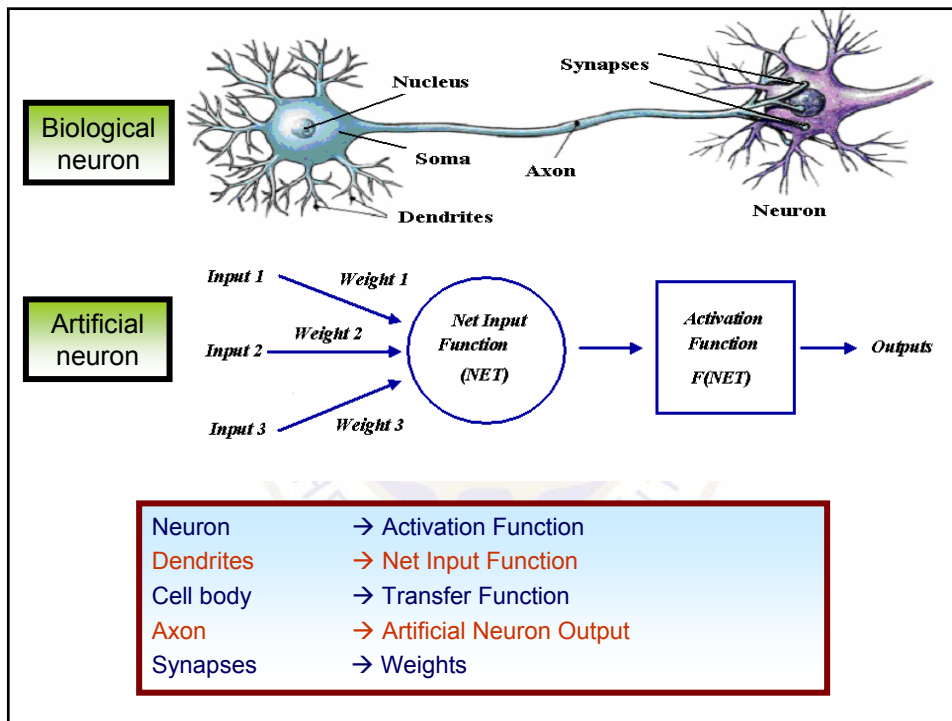 Biological
neuron
Nucleus
Soma
Dendrites
Axon
Synapses
Neuron
Artificial
neuron
Input 1
Weight 1
Input 2
Weight 2
Input 3
Weight 3
Net Input
Function
(NET)
Activation
Function
F(NET)
Outputs
Neuron → Activation Function
Dendrites → Net Input Function
Cell body → Transfer Function
Axon → Artificial Neuron Output
Synapses → Weights